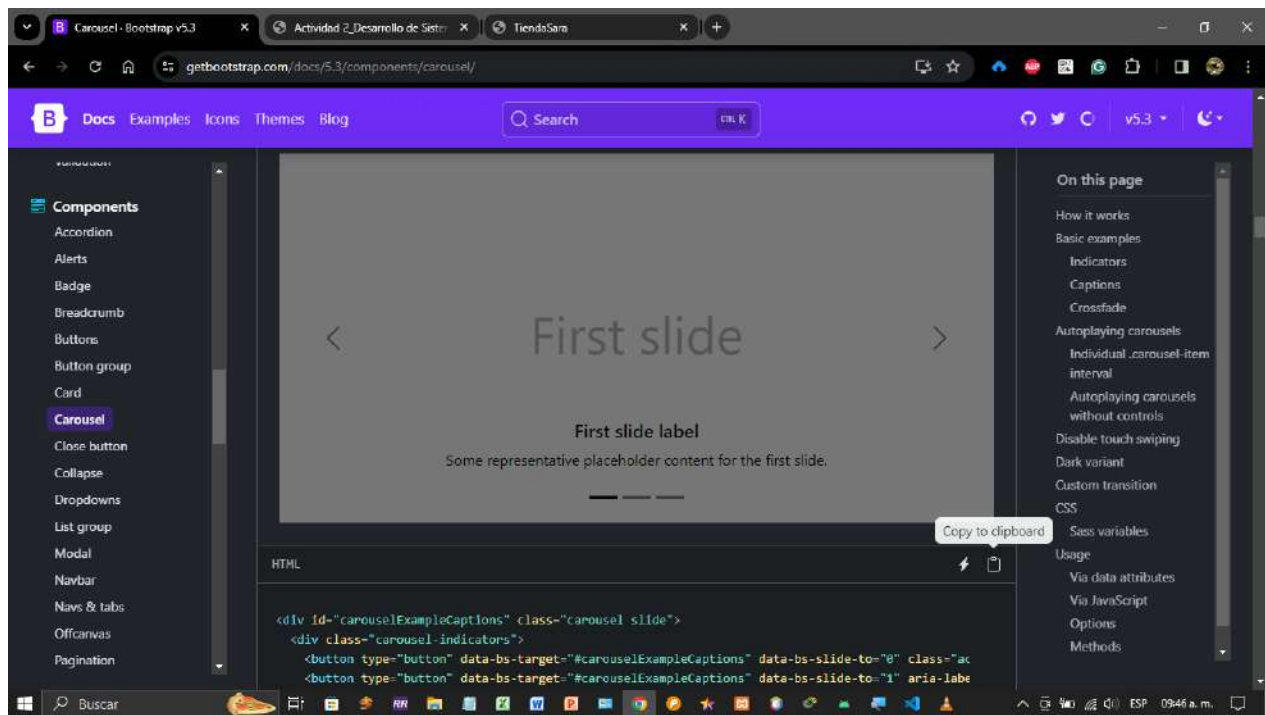 Carousel · Bootstrap v5.3
Actividad 2_Desarrollo de Sister
TiendaSara
getbootstrap.com/docs/5.3/components/carousel/
Docs Examples Icons Themes Blog
Search
CTRL K
v5.3
Validation
Components
Accordion
Alerts
Badge
Breadcrumb
Buttons
Button group
Card
Carousel
Close button
Collapse
Dropdowns
List group
Modal
Navbar
Navs & tabs
Offcanvas
Pagination
First slide
First slide label
Some representative placeholder content for the first slide.
Copy to clipboard
HTML
<div id="carouselExampleCaptions" class="carousel slide">
<div class="carousel-indicators">
<button type="button" data-bs-target="#carouselExampleCaptions" data-bs-slide-to="0" class="ac
<button type="button" data-bs-target="#carouselExampleCaptions" data-bs-slide-to="1" aria-labe
On this page
How it works
Basic examples
Indicators
Captions
Crossfade
Autoplaying carousels
Individual .carousel-item
interval
Autoplaying carousels
without controls
Disable touch swiping
Dark variant
Custom transition
CSS
Sass variables
Usage
Via data attributes
Via JavaScript
Options
Methods
Buscar
ESP 09:46 a. m.